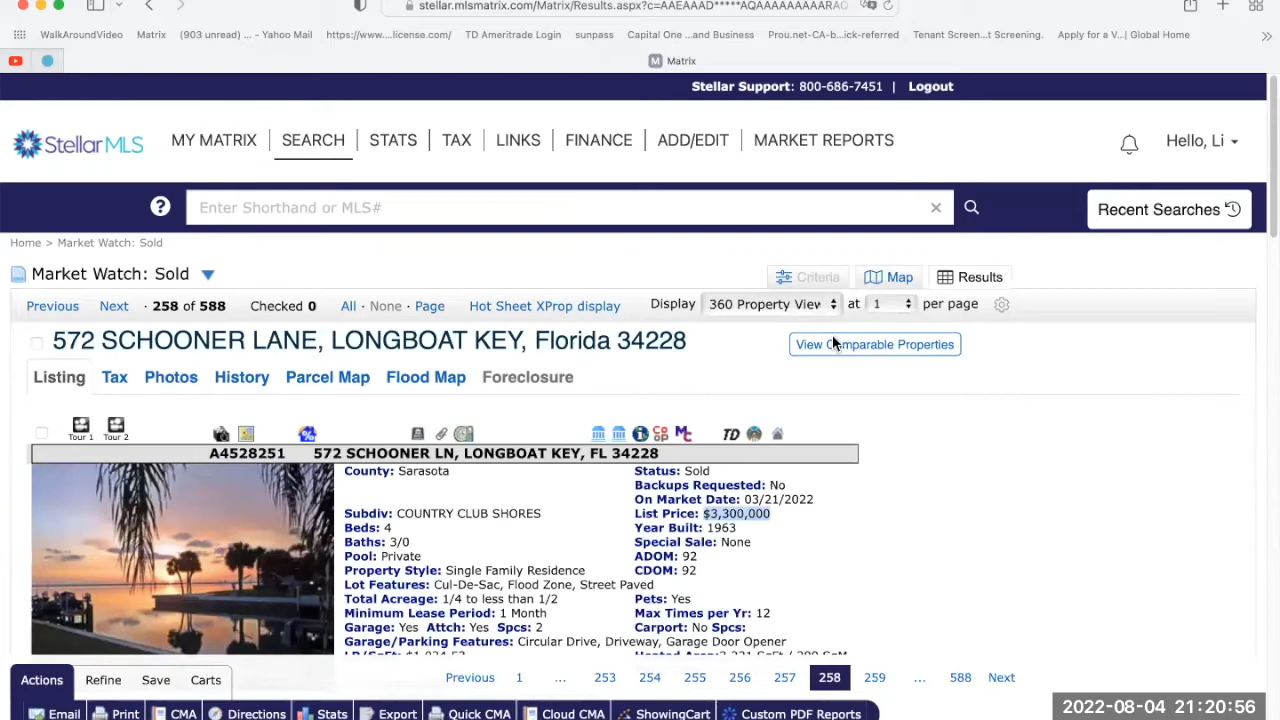 stellar.mlsmatrix.com/Matrix/Results.aspx?c=AAEAAAD*****AQAAAAAAAAARAQ
WalkAroundVideo Matrix (903 unread) ... - Yahoo Mail https://www....license.com/ TD Ameritrade Login sunpass Capital One ...and Business Prou.net-CA-b...ick-referred Tenant Screen...t Screening. Apply for a V...| Global Home
M Matrix
Stellar Support: 800-686-7451 | Logout
StellarMLS MY MATRIX SEARCH STATS TAX LINKS FINANCE ADD/EDIT MARKET REPORTS Hello, Li
? Enter Shorthand or MLS# Recent Searches
Home > Market Watch: Sold
Market Watch: Sold Criteria Map Results
Previous Next · 258 of 588 Checked 0 All · None · Page Hot Sheet XProp display Display 360 Property View at 1 per page
572 SCHOONER LANE, LONGBOAT KEY, Florida 34228 View Comparable Properties
Listing Tax Photos History Parcel Map Flood Map Foreclosure
Tour 1 Tour 2 TD
A4528251 572 SCHOONER LN, LONGBOAT KEY, FL 34228
County: Sarasota Status: Sold
Backups Requested: No
On Market Date: 03/21/2022
Subdiv: COUNTRY CLUB SHORES List Price: $3,300,000
Beds: 4 Year Built: 1963
Baths: 3/0 Special Sale: None
Pool: Private ADOM: 92
Property Style: Single Family Residence CDOM: 92
Lot Features: Cul-De-Sac, Flood Zone, Street Paved
Total Acreage: 1/4 to less than 1/2 Pets: Yes
Minimum Lease Period: 1 Month Max Times per Yr: 12
Garage: Yes Attch: Yes Spcs: 2 Carport: No Spcs:
Garage/Parking Features: Circular Drive, Driveway, Garage Door Opener
Actions Refine Save Carts Previous 1 ... 253 254 255 256 257 258 259 ... 588 Next
Email Print CMA Directions Stats Export Quick CMA Cloud CMA ShowingCart Custom PDF Reports
2022-08-04 21:20:56